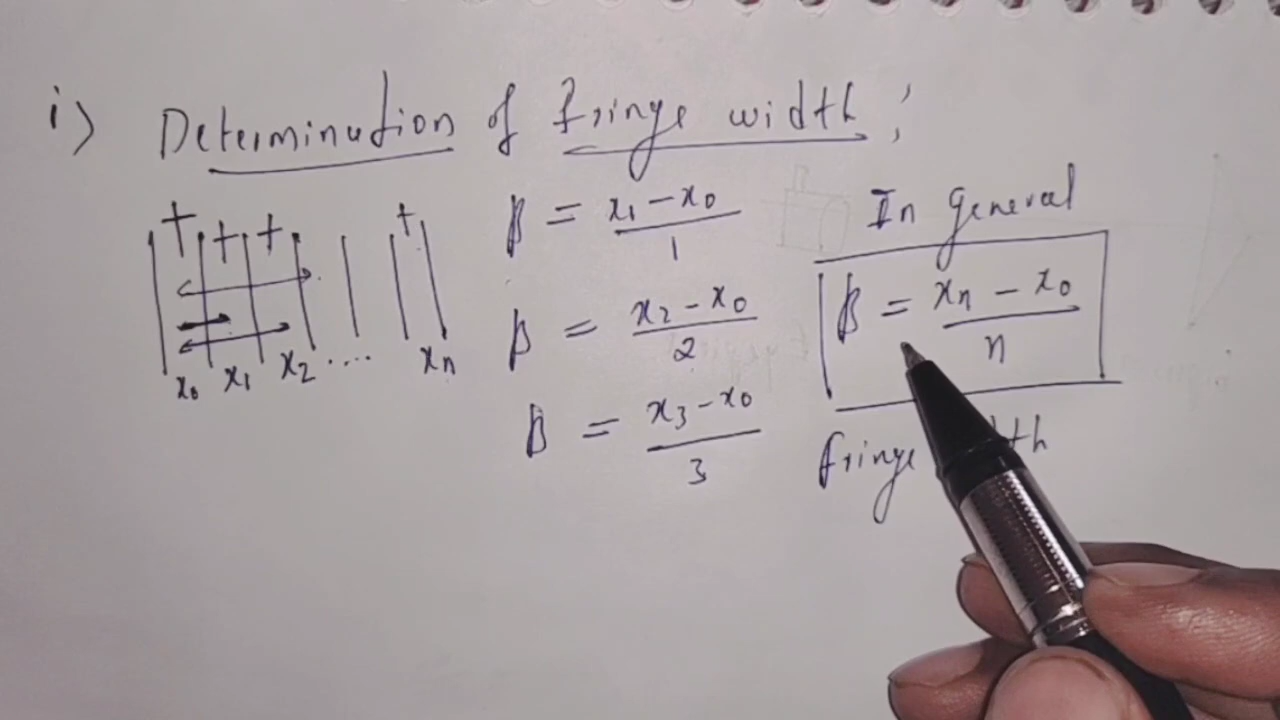 i) Determination of fringe width :
+ + + +
x₀ x₁ x₂ .... xₙ
β = x₁ - x₀ / 1
β = x₂ - x₀ / 2
β = x₃ - x₀ / 3
In general
β = xₙ - x₀ / n
fringe